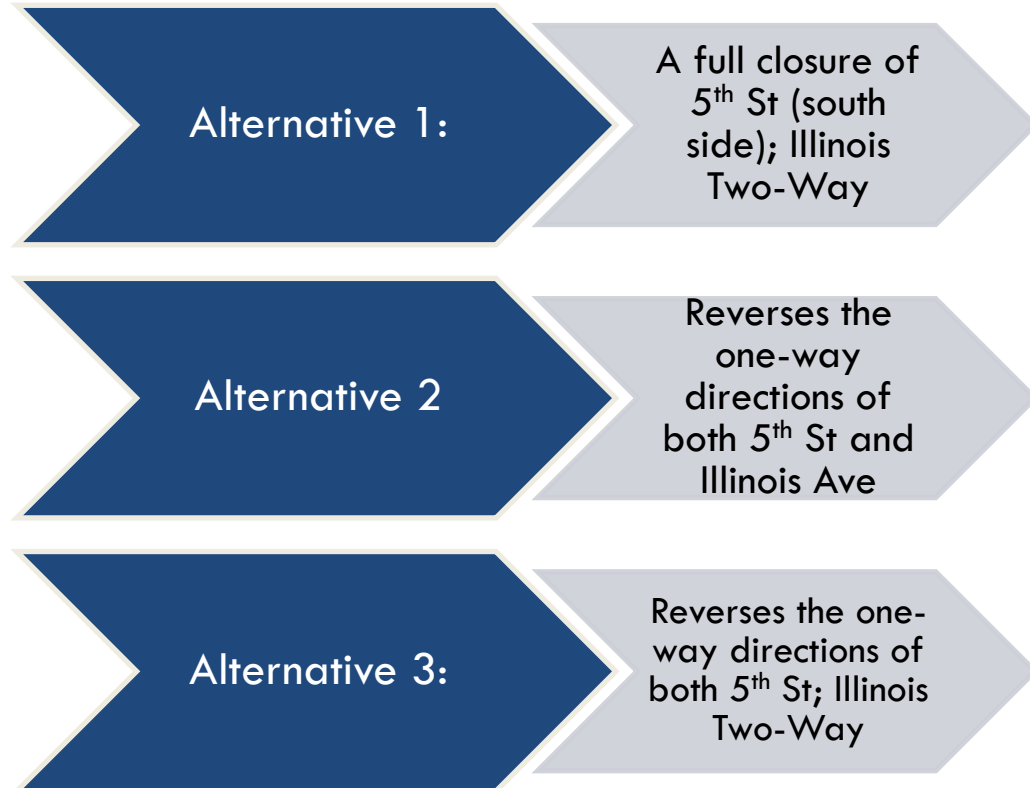 Alternative 1:
A full closure of
5th St (south
side); Illinois
Two-Way
Alternative 2
Reverses the
one-way
directions of
both 5th St and
Illinois Ave
Alternative 3:
Reverses the one-
way directions of
both 5th St; Illinois
Two-Way